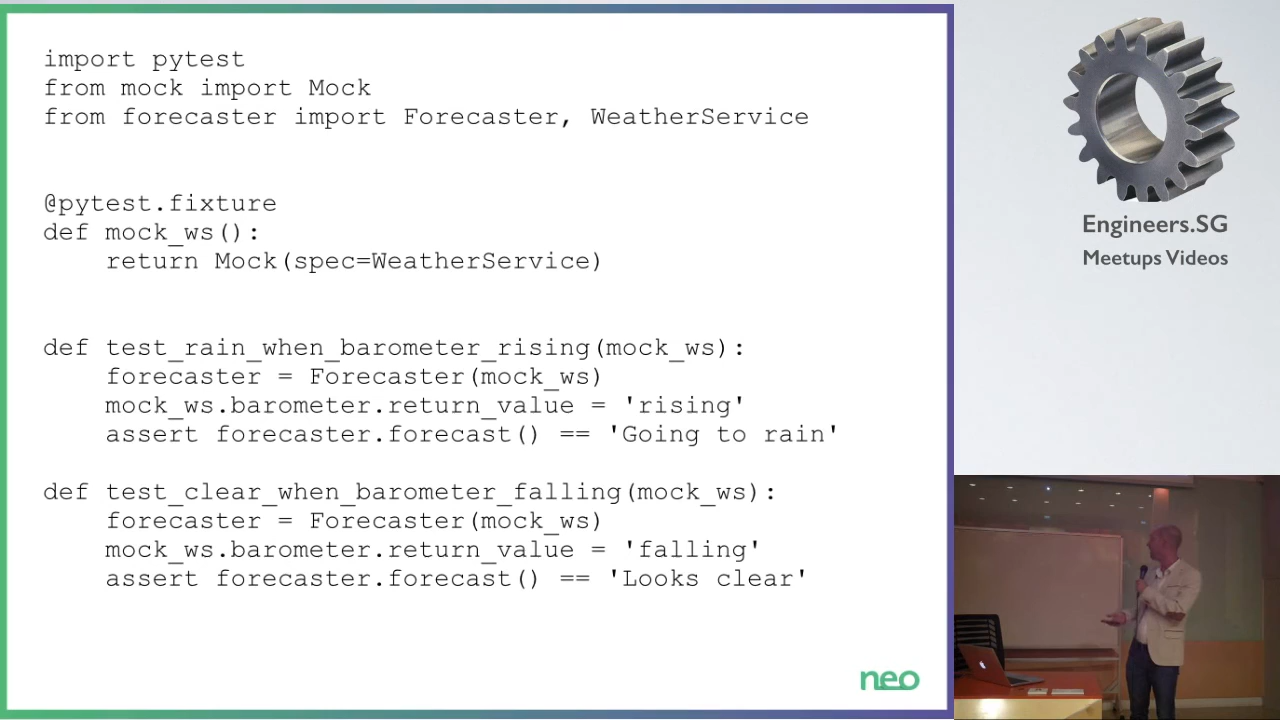 import pytest
from mock import Mock
from forecaster import Forecaster, WeatherService
@pytest.fixture
def mock_ws():
    return Mock(spec=WeatherService)
def test_rain_when_barometer_rising(mock_ws):
    forecaster = Forecaster(mock_ws)
    mock_ws.barometer.return_value = 'rising'
    assert forecaster.forecast() == 'Going to rain'
def test_clear_when_barometer_falling(mock_ws):
    forecaster = Forecaster(mock_ws)
    mock_ws.barometer.return_value = 'falling'
    assert forecaster.forecast() == 'Looks clear'
neo
Engineers.SG
Meetups Videos